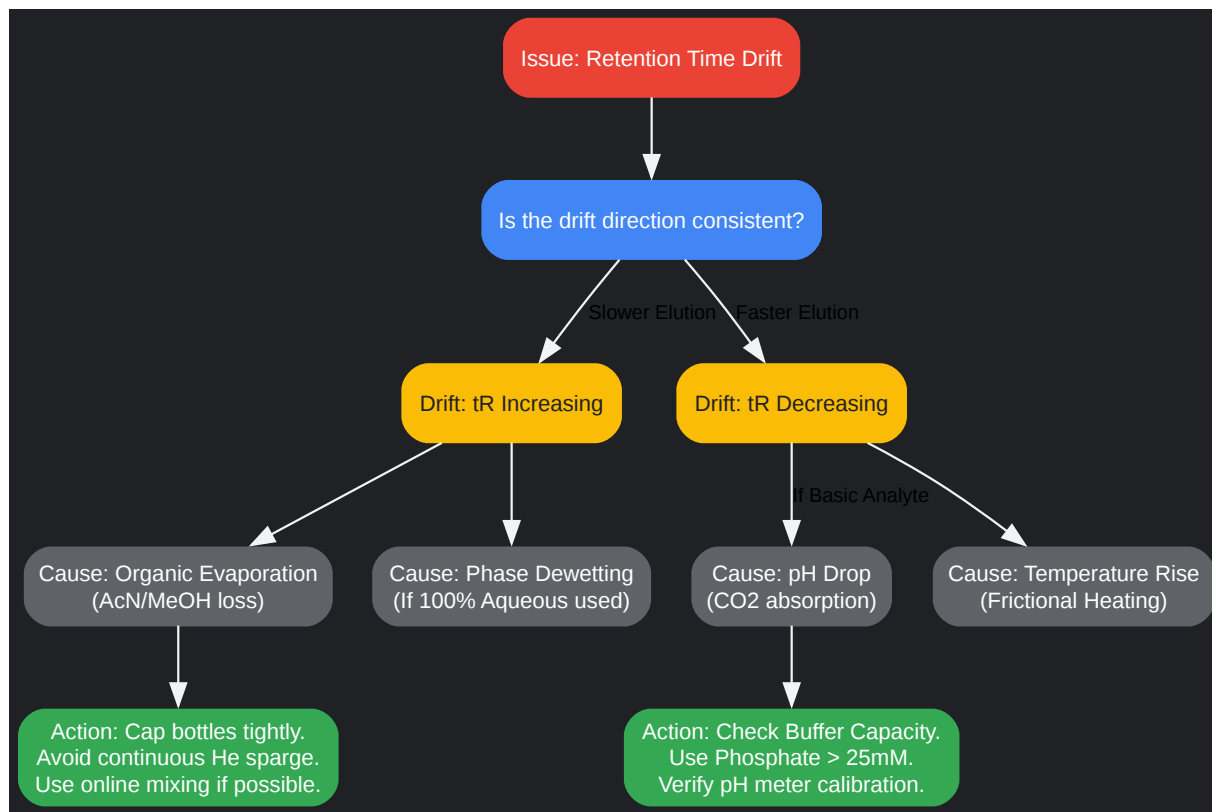 Issue: Retention Time Drift
Is the drift direction consistent?
Slower Elution
Faster Elution
Drift: tR Increasing
Drift: tR Decreasing
If Basic Analyte
Cause: Organic Evaporation
(AcN/MeOH loss)
Cause: Phase Dewetting
(If 100% Aqueous used)
Cause: pH Drop
(CO2 absorption)
Cause: Temperature Rise
(Frictional Heating)
Action: Cap bottles tightly.
Avoid continuous He sparge.
Use online mixing if possible.
Action: Check Buffer Capacity.
Use Phosphate > 25mM.
Verify pH meter calibration.